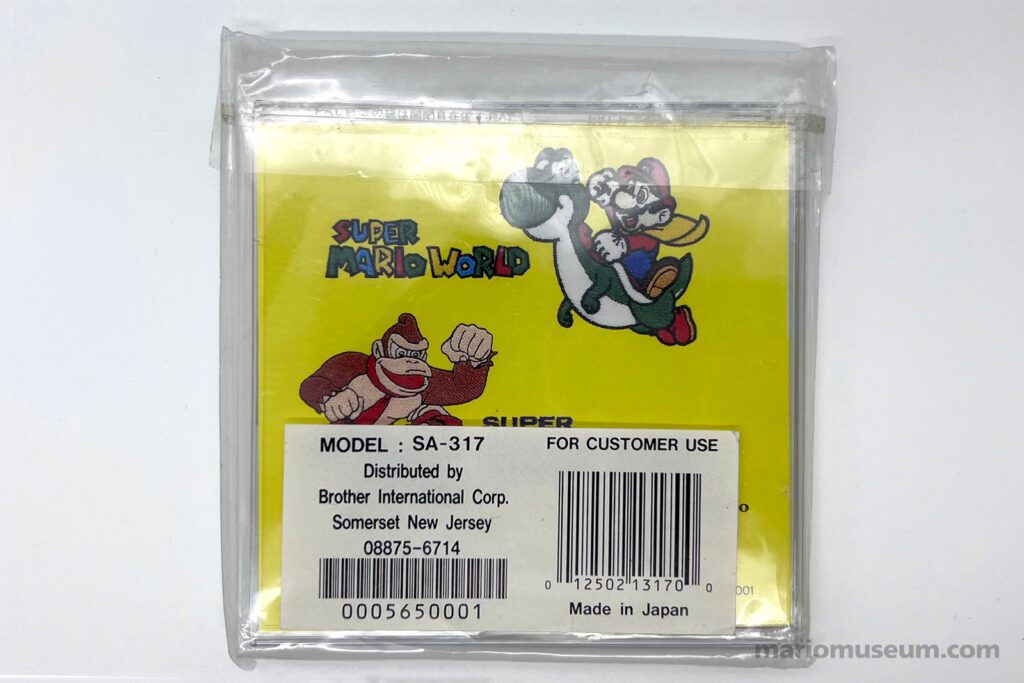 SUPER
MARIO WORLD
SUPER
MODEL : SA-317
Distributed by
Brother International Corp.
Somerset New Jersey
08875-6714
0005650001
FOR CUSTOMER USE
0 12502 13170 0
Made in Japan
001
mariomuseum.com